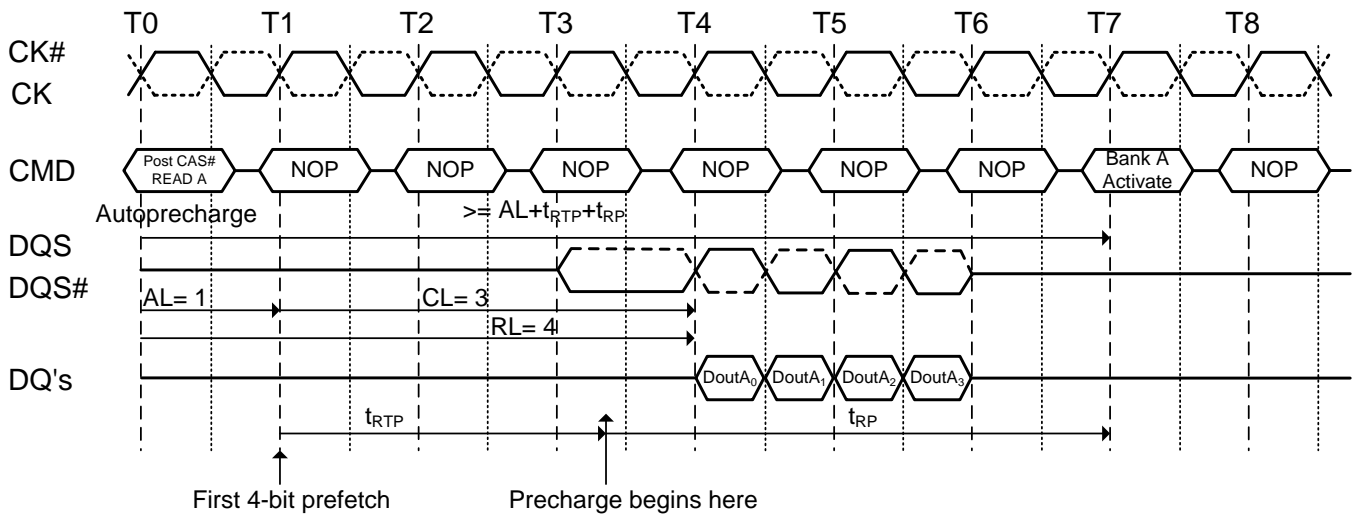 T0 T1 T2 T3 T4 T5 T6 T7 T8
CK#
CK
CMD
Post CAS#
READ A
NOP NOP NOP NOP NOP NOP
Bank A
Activate
NOP
Autoprecharge
>= AL+tRTP+tRP
DQS
DQS#
AL= 1
CL= 3
RL= 4
DQ's
DoutA0 DoutA1 DoutA2 DoutA3
tRTP
tRP
First 4-bit prefetch
Precharge begins here